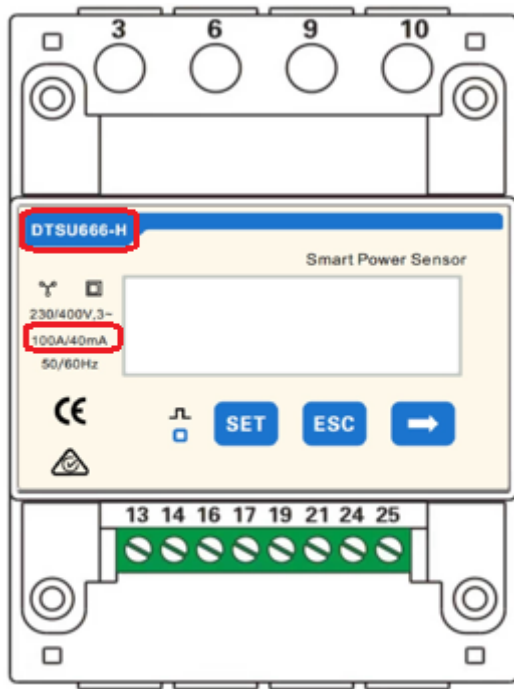 3 6 9 10
DTSU666-H
Smart Power Sensor
230/400V,3~
100A/40mA
50/60Hz
CE
SET ESC
13 14 16 17 19 21 24 25